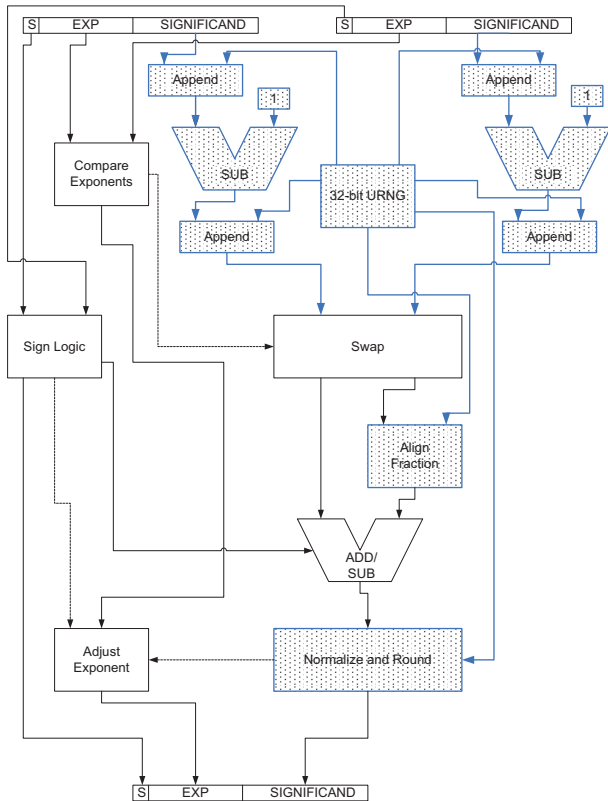 S EXP SIGNIFICAND
S EXP SIGNIFICAND
Append
Append
1
1
SUB
SUB
Compare
Exponents
32-bit URNG
Append
Append
Sign Logic
Swap
Align
Fraction
ADD/
SUB
Adjust
Exponent
Normalize and Round
S EXP SIGNIFICAND